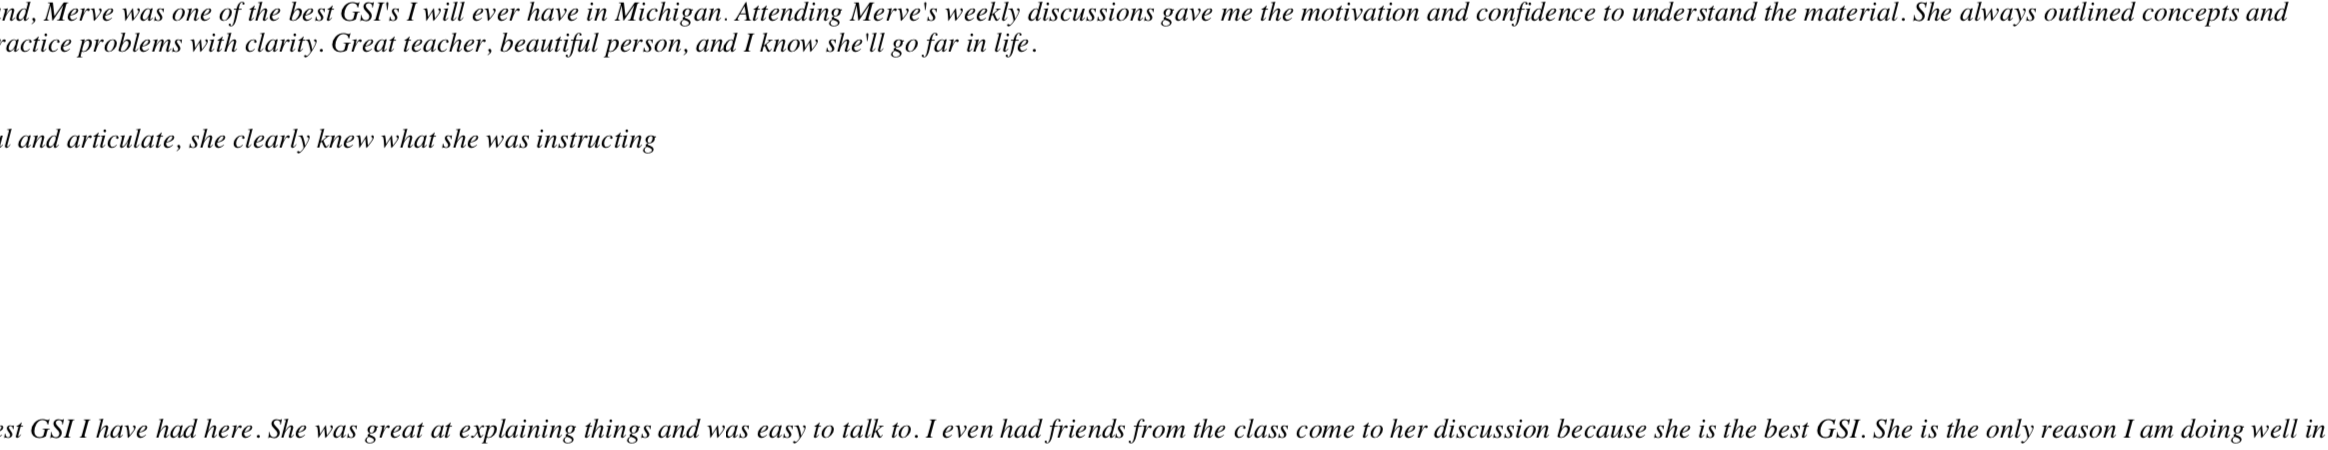 nd, Merve was one of the best GSI's I will ever have in Michigan. Attending Merve's weekly discussions gave me the motivation and confidence to understand the material. She always outlined concepts and
ractice problems with clarity. Great teacher, beautiful person, and I know she'll go far in life.
l and articulate, she clearly knew what she was instructing
est GSI I have had here. She was great at explaining things and was easy to talk to. I even had friends from the class come to her discussion because she is the best GSI. She is the only reason I am doing well in